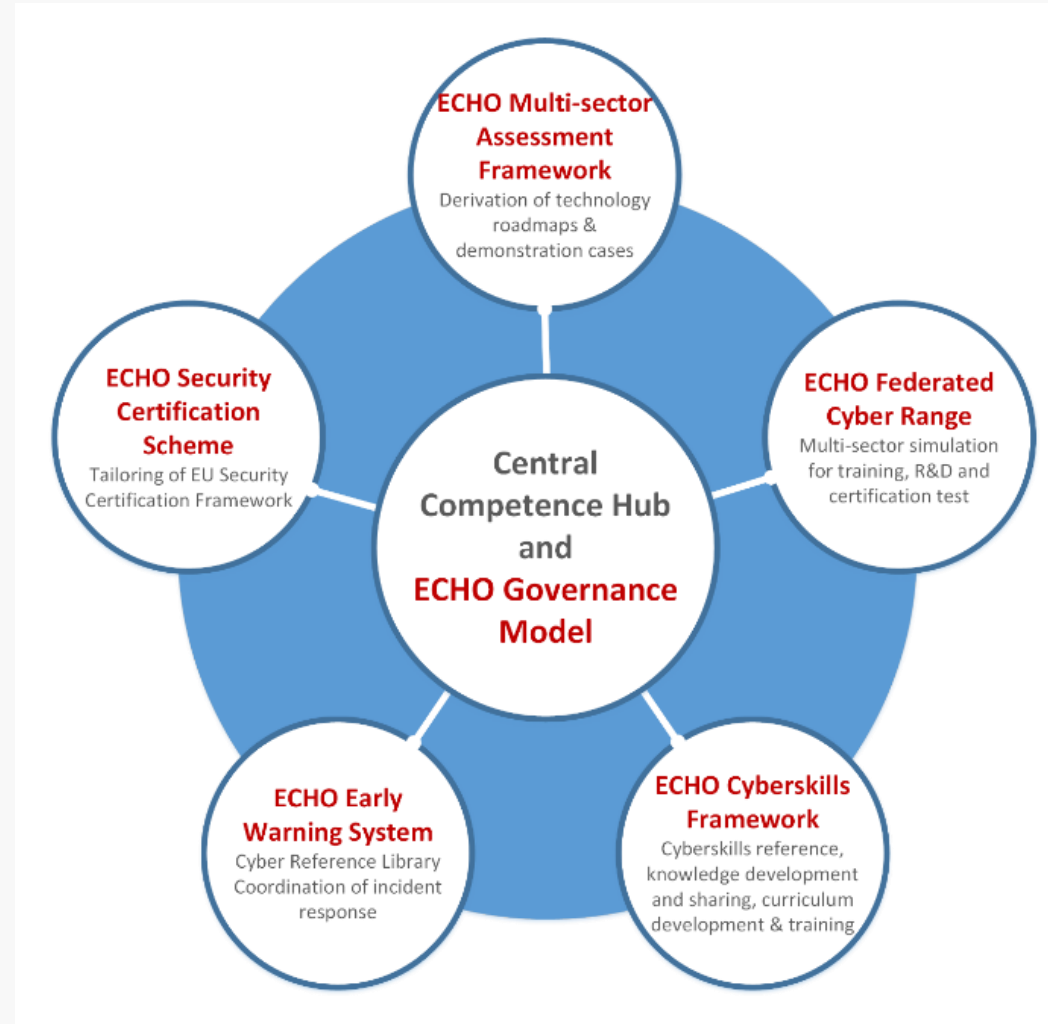 ECHO Multi-sector
Assessment
Framework
Derivation of technology
roadmaps &
demonstration cases
ECHO Security
Certification
Scheme
Tailoring of EU Security
Certification Framework
ECHO Federated
Cyber Range
Multi-sector simulation
for training, R&D and
certification test
Central
Competence Hub
and
ECHO Governance
Model
ECHO Early
Warning System
Cyber Reference Library
Coordination of incident
response
ECHO Cyberskills
Framework
Cyberskills reference,
knowledge development
and sharing, curriculum
development & training